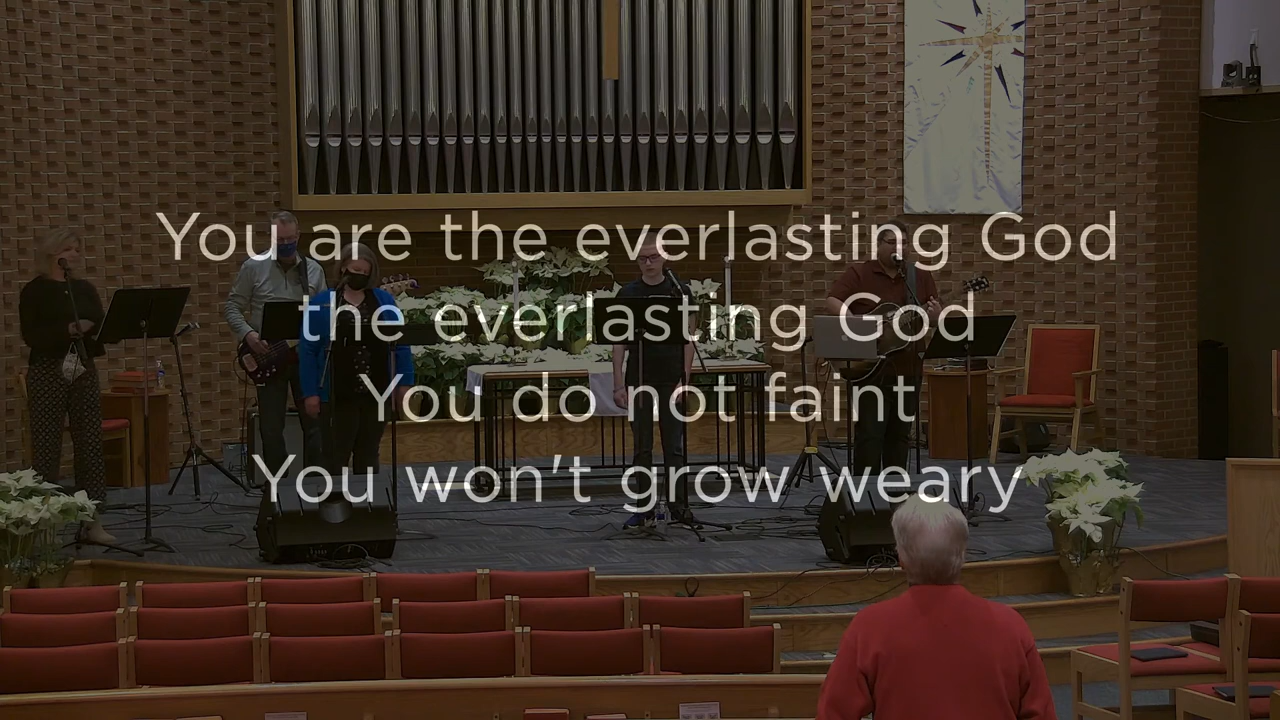 You are the everlasting God
the everlasting God
You do not faint
You won't grow weary